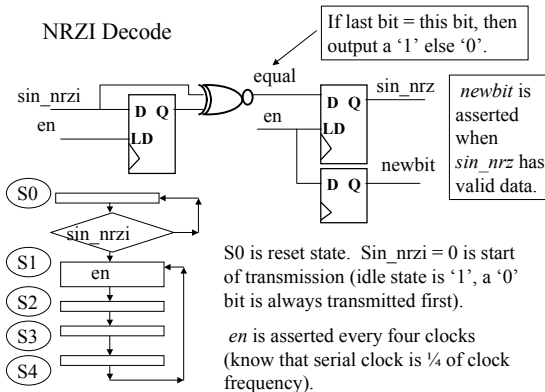 NRZI Decode
If last bit = this bit, then
output a ‘1’ else ‘0’.
equal
sin_nrzi
D Q
en
LD
en
D Q
LD
sin_nrz
D Q
newbit
newbit is
asserted
when
sin_nrz has
valid data.
S0
sin_nrzi
S1
en
S2
S3
S4
S0 is reset state. Sin_nrzi = 0 is start
of transmission (idle state is ‘1’, a ‘0’
bit is always transmitted first).
en is asserted every four clocks
(know that serial clock is ¼ of clock
frequency).